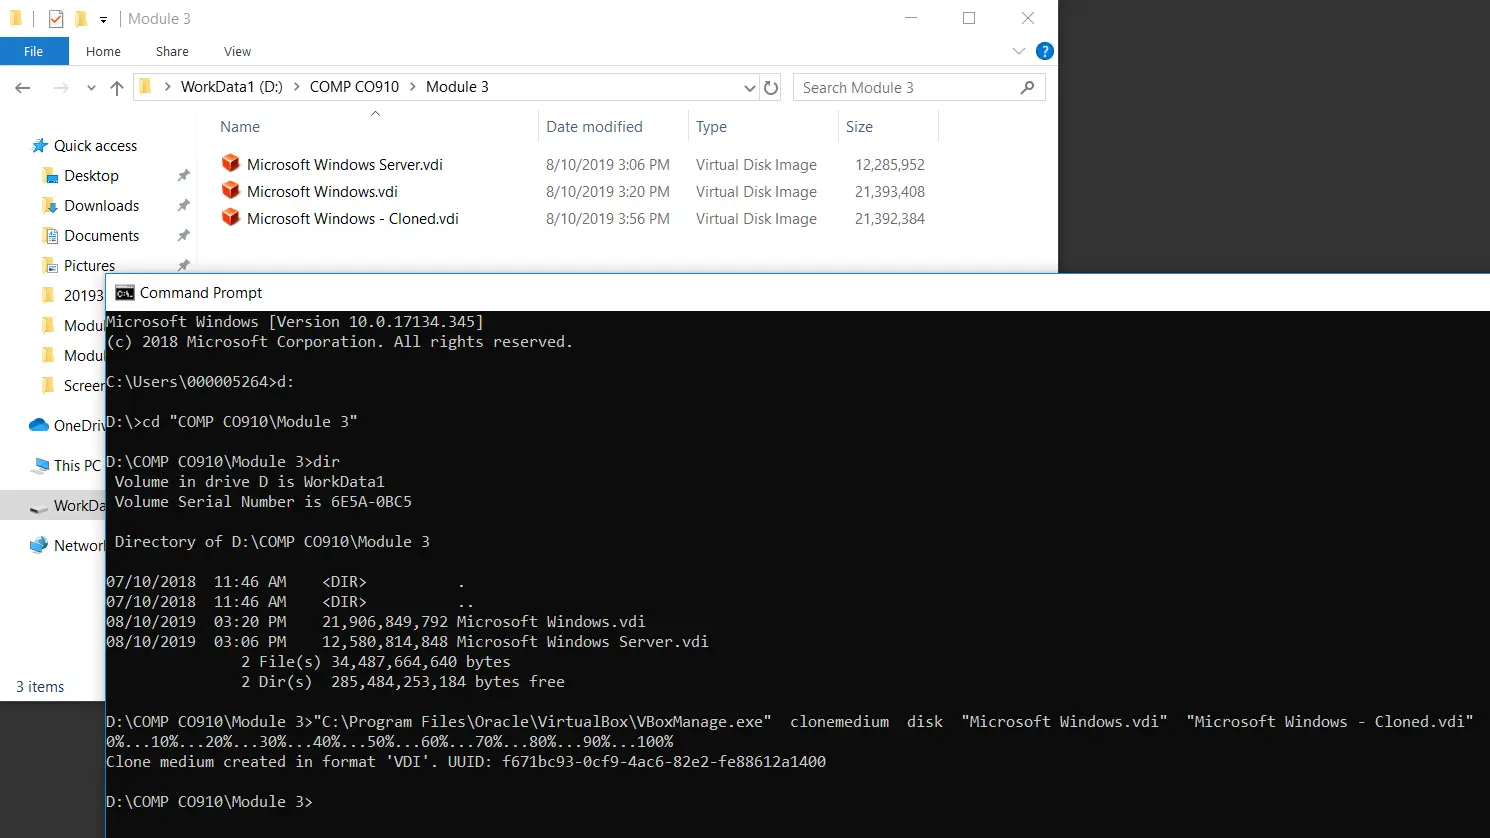 Module 3
File Home Share View
WorkData1 (D:) COMP CO910 Module 3 Search Module 3
Name Date modified Type Size
Quick access
Desktop
Downloads
Documents
Pictures
20193
Modu
Modu
Screer
OneDriv
This PC
WorkDa
Networ
Microsoft Windows Server.vdi 8/10/2019 3:06 PM Virtual Disk Image 12,285,952
Microsoft Windows.vdi 8/10/2019 3:20 PM Virtual Disk Image 21,393,408
Microsoft Windows - Cloned.vdi 8/10/2019 3:56 PM Virtual Disk Image 21,392,384
3 items
Command Prompt
Microsoft Windows [Version 10.0.17134.345]
(c) 2018 Microsoft Corporation. All rights reserved.
C:\Users\000005264>d:
D:\>cd "COMP CO910\Module 3"
D:\COMP CO910\Module 3>dir
Volume in drive D is WorkData1
Volume Serial Number is 6E5A-0BC5
Directory of D:\COMP CO910\Module 3
07/10/2018 11:46 AM <DIR> .
07/10/2018 11:46 AM <DIR> ..
08/10/2019 03:20 PM 21,906,849,792 Microsoft Windows.vdi
08/10/2019 03:06 PM 12,580,814,848 Microsoft Windows Server.vdi
2 File(s) 34,487,664,640 bytes
2 Dir(s) 285,484,253,184 bytes free
D:\COMP CO910\Module 3>"C:\Program Files\Oracle\VirtualBox\VBoxManage.exe" clonemedium disk "Microsoft Windows.vdi" "Microsoft Windows - Cloned.vdi"
0%...10%...20%...30%...40%...50%...60%...70%...80%...90%...100%
Clone medium created in format 'VDI'. UUID: f671bc93-0cf9-4ac6-82e2-fe88612a1400
D:\COMP CO910\Module 3>